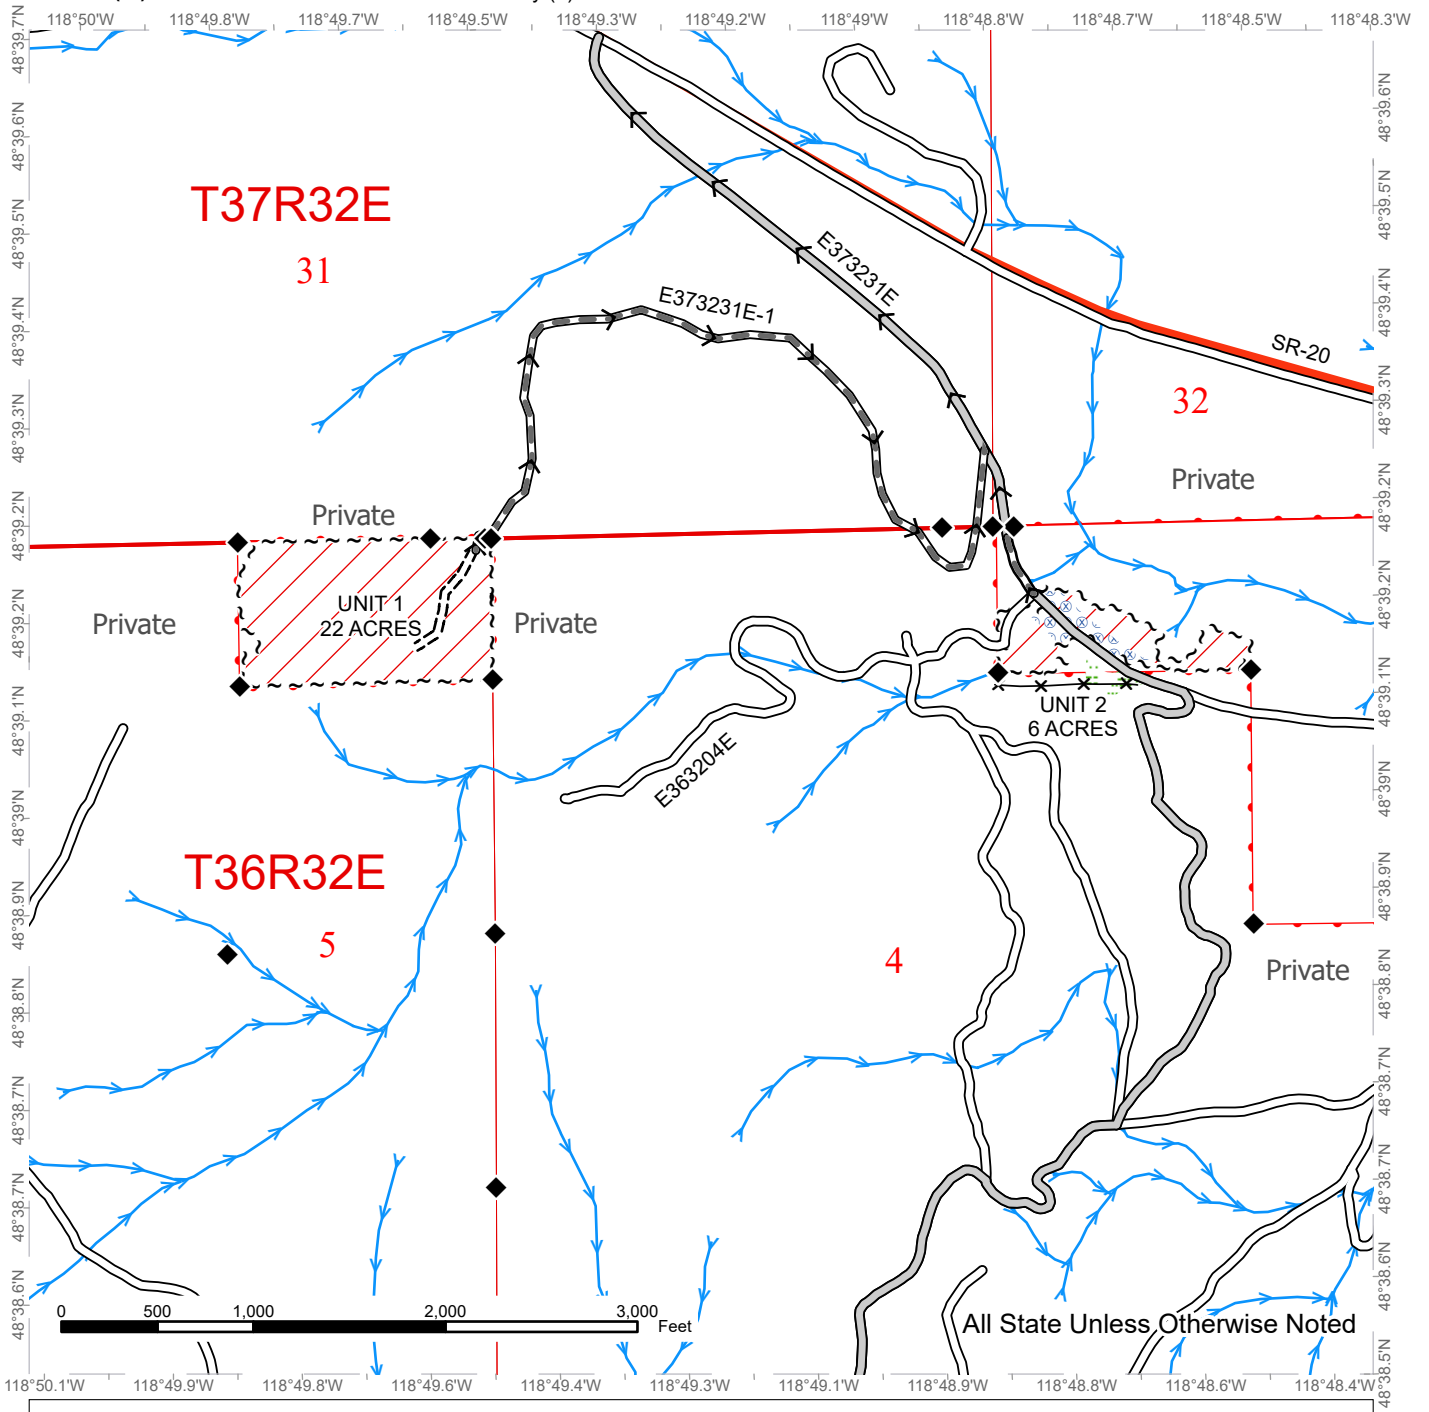 118°50'W 118°49.8'W 118°49.7'W 118°49.5'W 118°49.3'W 118°49.2'W 118°49'W 118°48.8'W 118°48.7'W 118°48.5'W 118°48.3'W
48°39.7'N
48°39.6'N
48°39.5'N
48°39.4'N
48°39.3'N
48°39.2'N
48°39.2'N
48°39.1'N
48°39'N
48°38.9'N
48°38.8'N
48°38.7'N
48°38.7'N
48°38.6'N
T37R32E
31
E373231E
E373231E-1
SR-20
32
Private
Private
Private
UNIT 1
22 ACRES
Private
UNIT 2
6 ACRES
E363204E
T36R32E
5
4
Private
0 500 1,000 2,000 3,000
Feet
All State Unless Otherwise Noted
48°39.6'N
48°39.5'N
48°39.4'N
48°39.3'N
48°39.2'N
48°39.2'N
48°39.1'N
48°39'N
48°38.9'N
48°38.8'N
48°38.7'N
48°38.7'N
48°38.6'N
48°38.5'N
118°50.1'W 118°49.9'W 118°49.8'W 118°49.6'W 118°49.4'W 118°49.3'W 118°49.1'W 118°48.9'W 118°48.8'W 118°48.6'W 118°48.4'W